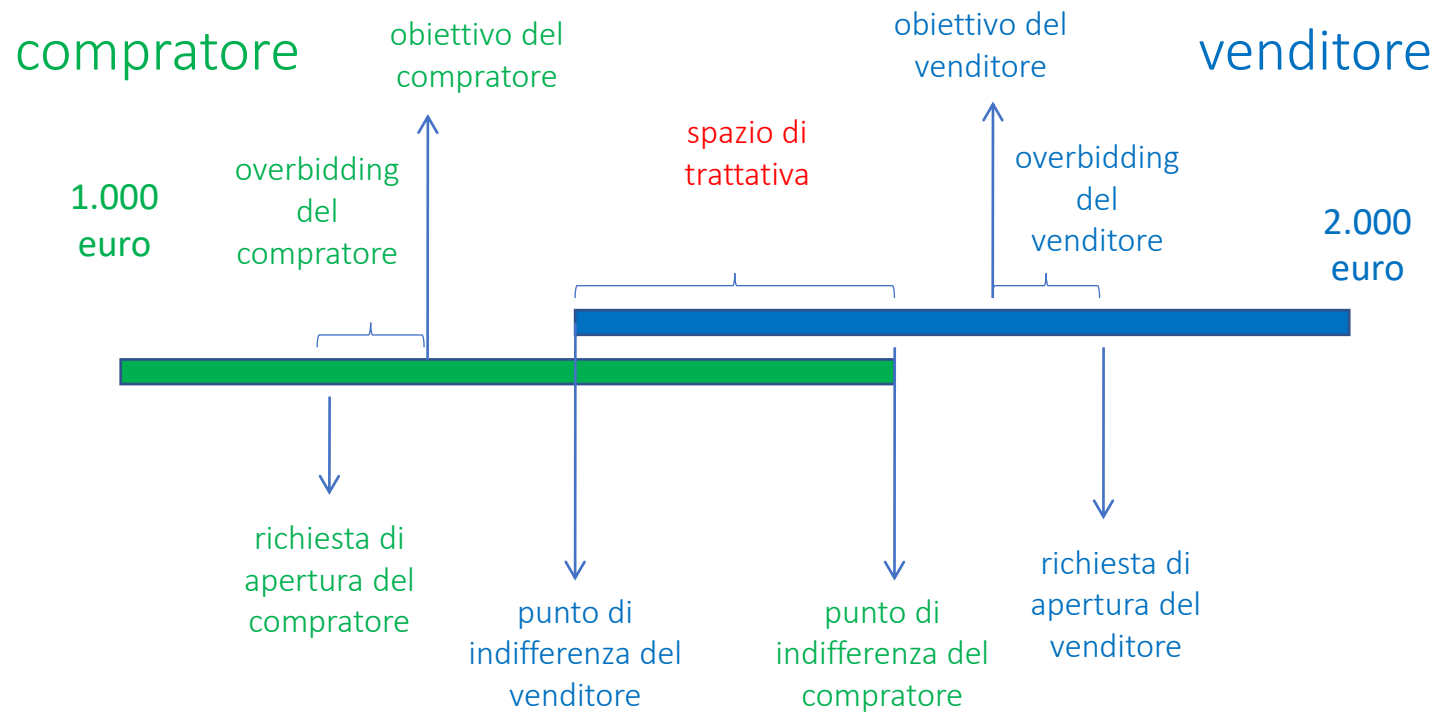 compratore
obiettivo del
compratore
obiettivo del
venditore
venditore
spazio di
trattativa
overbidding
del
compratore
overbidding
del
venditore
1.000
euro
2.000
euro
richiesta di
apertura del
compratore
punto di
indifferenza del
venditore
punto di
indifferenza del
compratore
richiesta di
apertura del
venditore